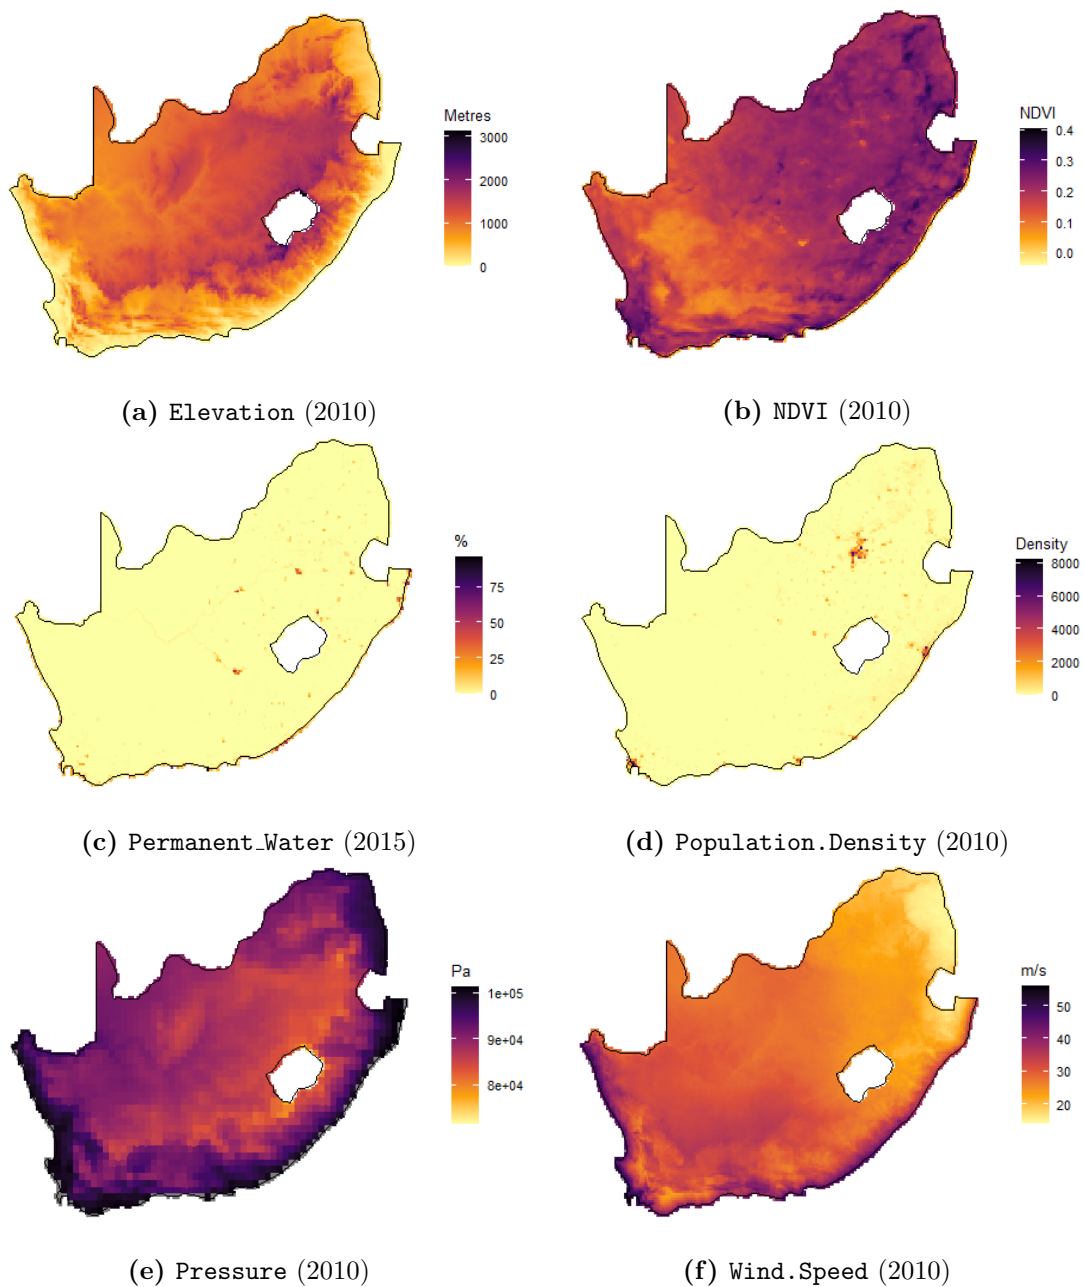 Metres
3000
2000
1000
0
NDVI
0.4
0.3
0.2
0.1
0.0
(a) Elevation (2010)
(b) NDVI (2010)
%
75
50
25
0
Density
8000
6000
4000
2000
0
(c) Permanent_Water (2015)
(d) Population.Density (2010)
Pa
1e+05
9e+04
8e+04
m/s
50
40
30
20
(e) Pressure (2010)
(f) Wind.Speed (2010)